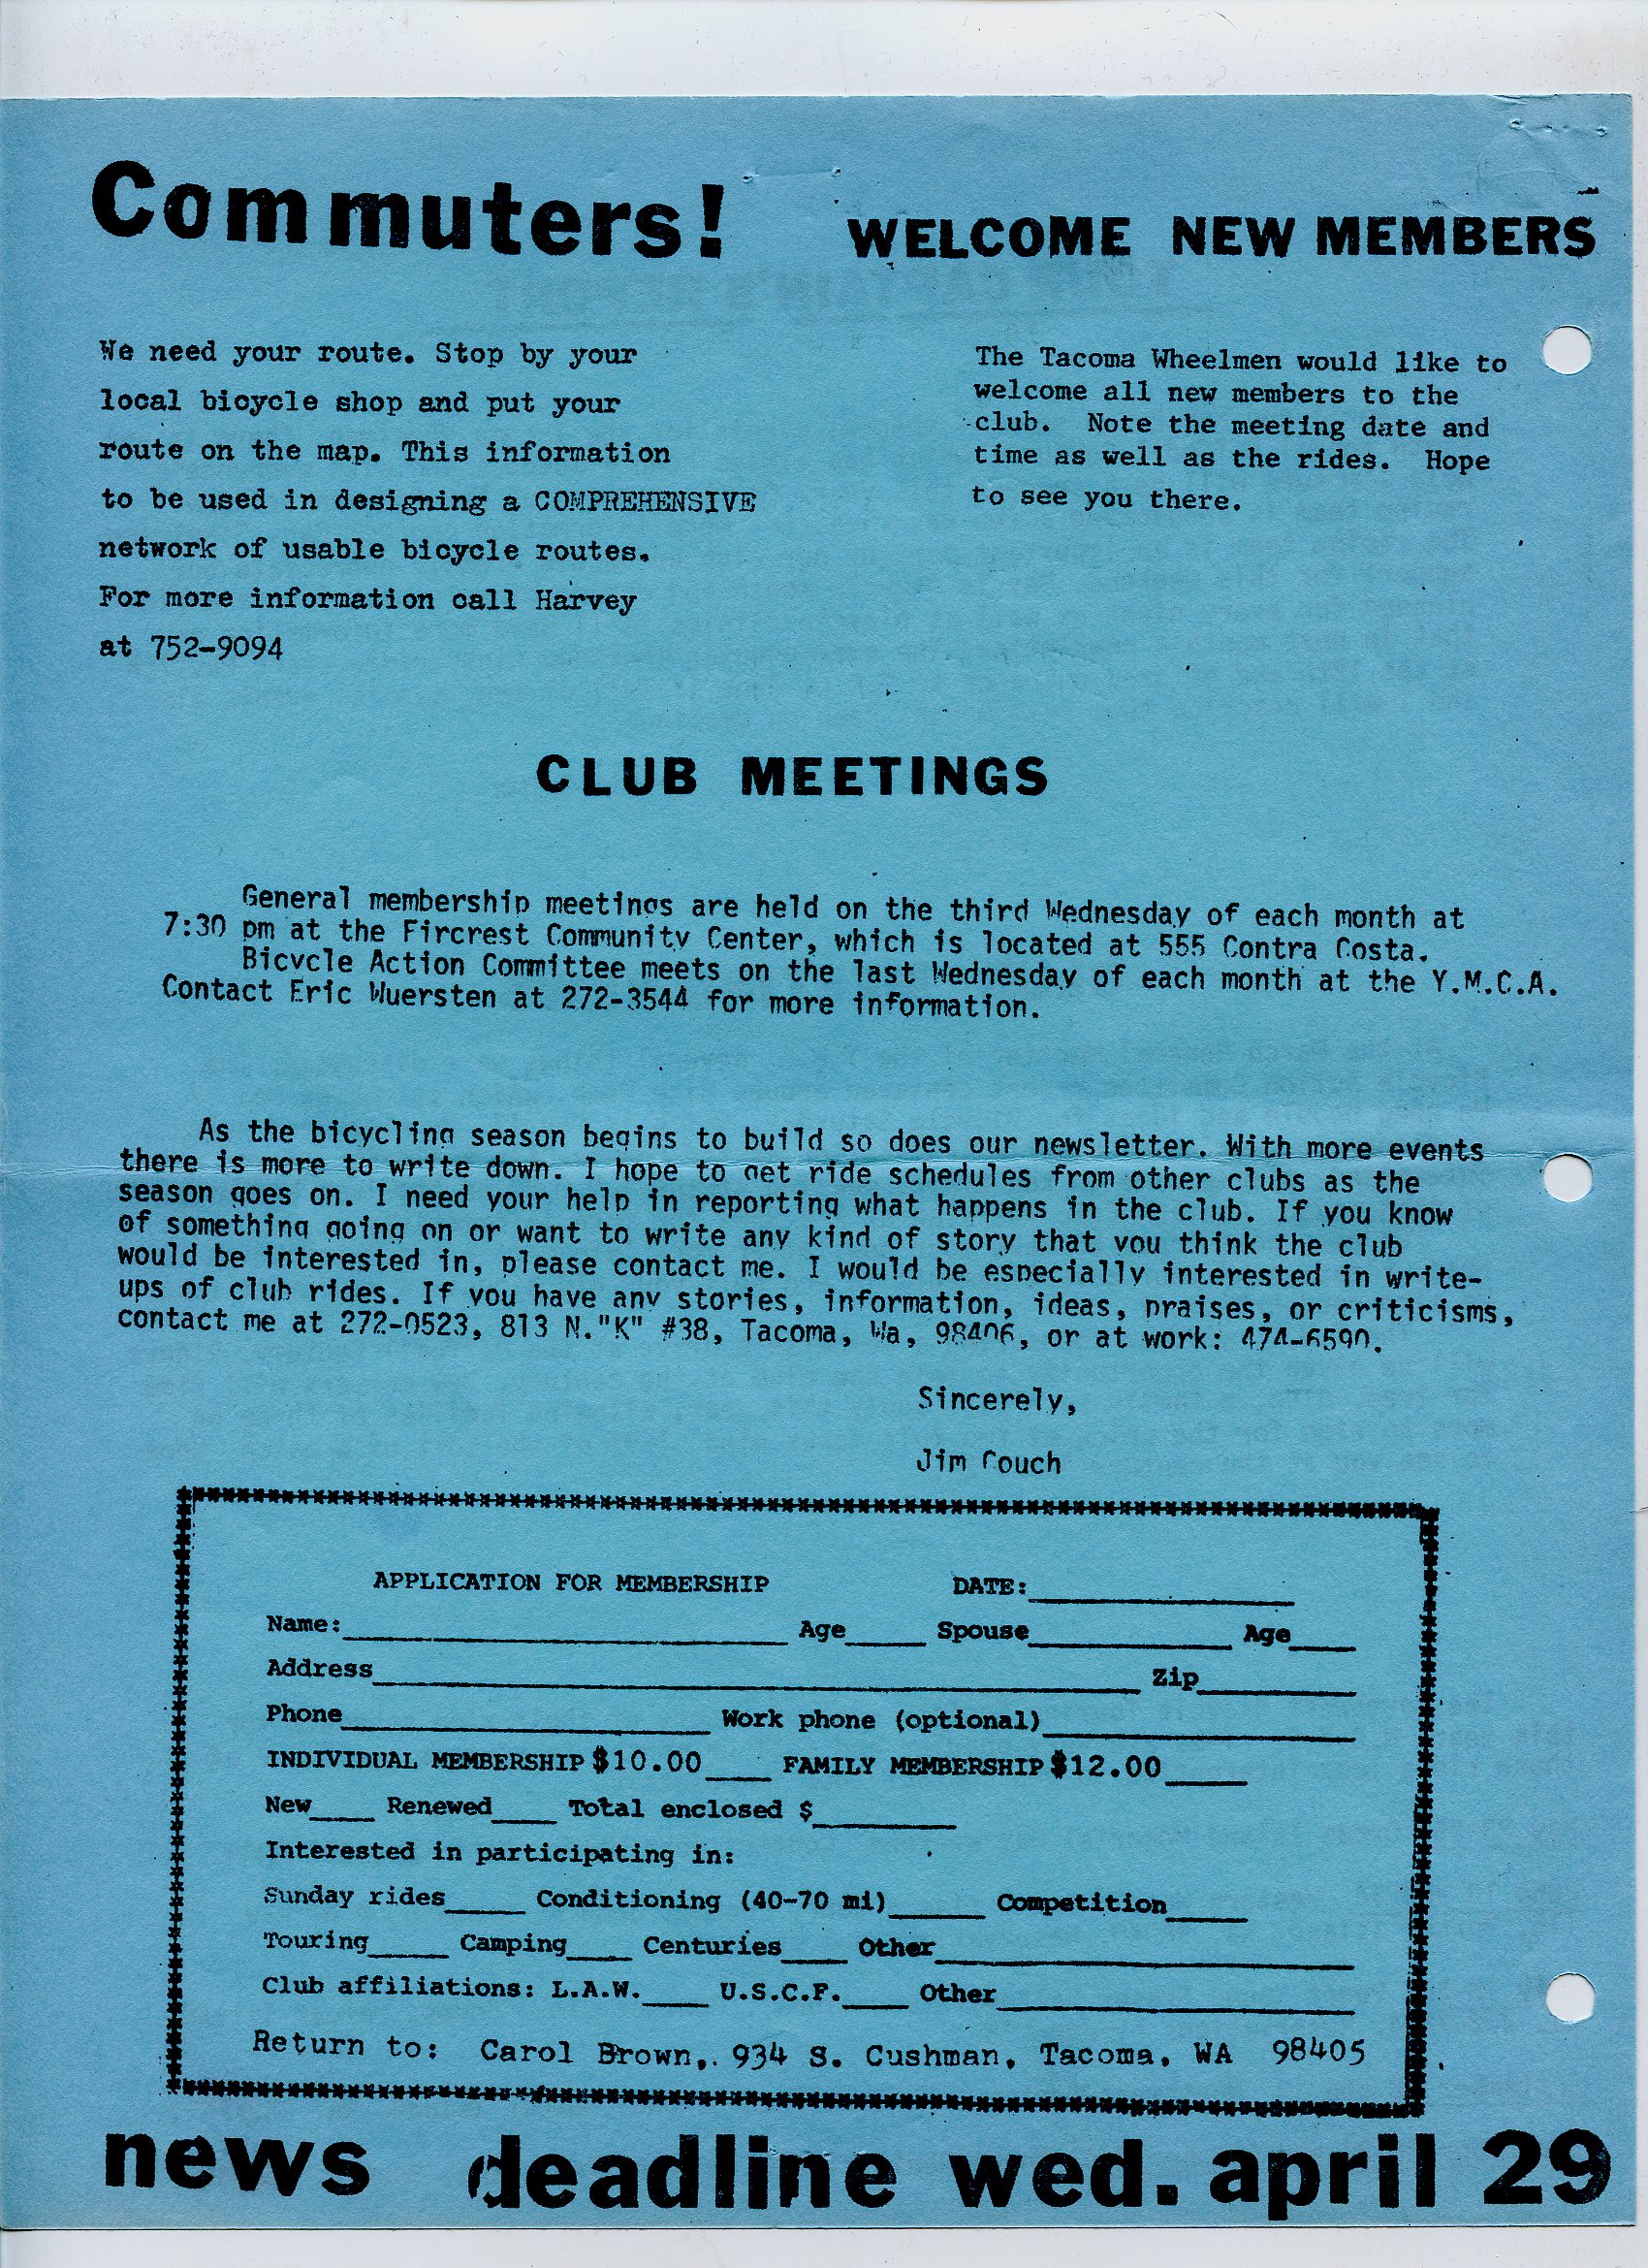 Commuters!
We need your route. Stop by your
local bicycle shop and put your
route on the map. This information
to be used in designing a COMPREHENSIVE
network of usable bicycle routes.
For more information call Harvey
at 752-9094
WELCOME NEW MEMBERS
The Tacoma Wheelmen would like to
welcome all new members to the
club. Note the meeting date and
time as well as the rides. Hope
to see you there.
CLUB MEETINGS
General membership meetings are held on the third Wednesday of each month at
7:30 pm at the Fircrest Community Center, which is located at 555 Contra Costa.
Bicycle Action Committee meets on the last Wednesday of each month at the Y.M.C.A.
Contact Eric Wuersten at 272-3544 for more information.
As the bicycling season begins to build so does our newsletter. With more events
there is more to write down. I hope to get ride schedules from other clubs as the
season goes on. I need your help in reporting what happens in the club. If you know
of something going on or want to write any kind of story that you think the club
would be interested in, please contact me. I would be especially interested in write-
ups of club rides. If you have any stories, information, ideas, praises, or criticisms,
contact me at 272-0523, 813 N."K" #38, Tacoma, Wa, 98406, or at work: 474-6590.
Sincerely,
Jim Couch
APPLICATION FOR MEMBERSHIP DATE:
Name: Age Spouse Age
Address Zip
Phone Work phone (optional)
INDIVIDUAL MEMBERSHIP $10.00 FAMILY MEMBERSHIP $12.00
New Renewed Total enclosed $
Interested in participating in:
Sunday rides Conditioning (40-70 mi) Competition
Touring Camping Centuries Other
Club affiliations: L.A.W. U.S.C.F. Other
Return to: Carol Brown, 934 S. Cushman, Tacoma, WA 98405
news deadline wed. april 29